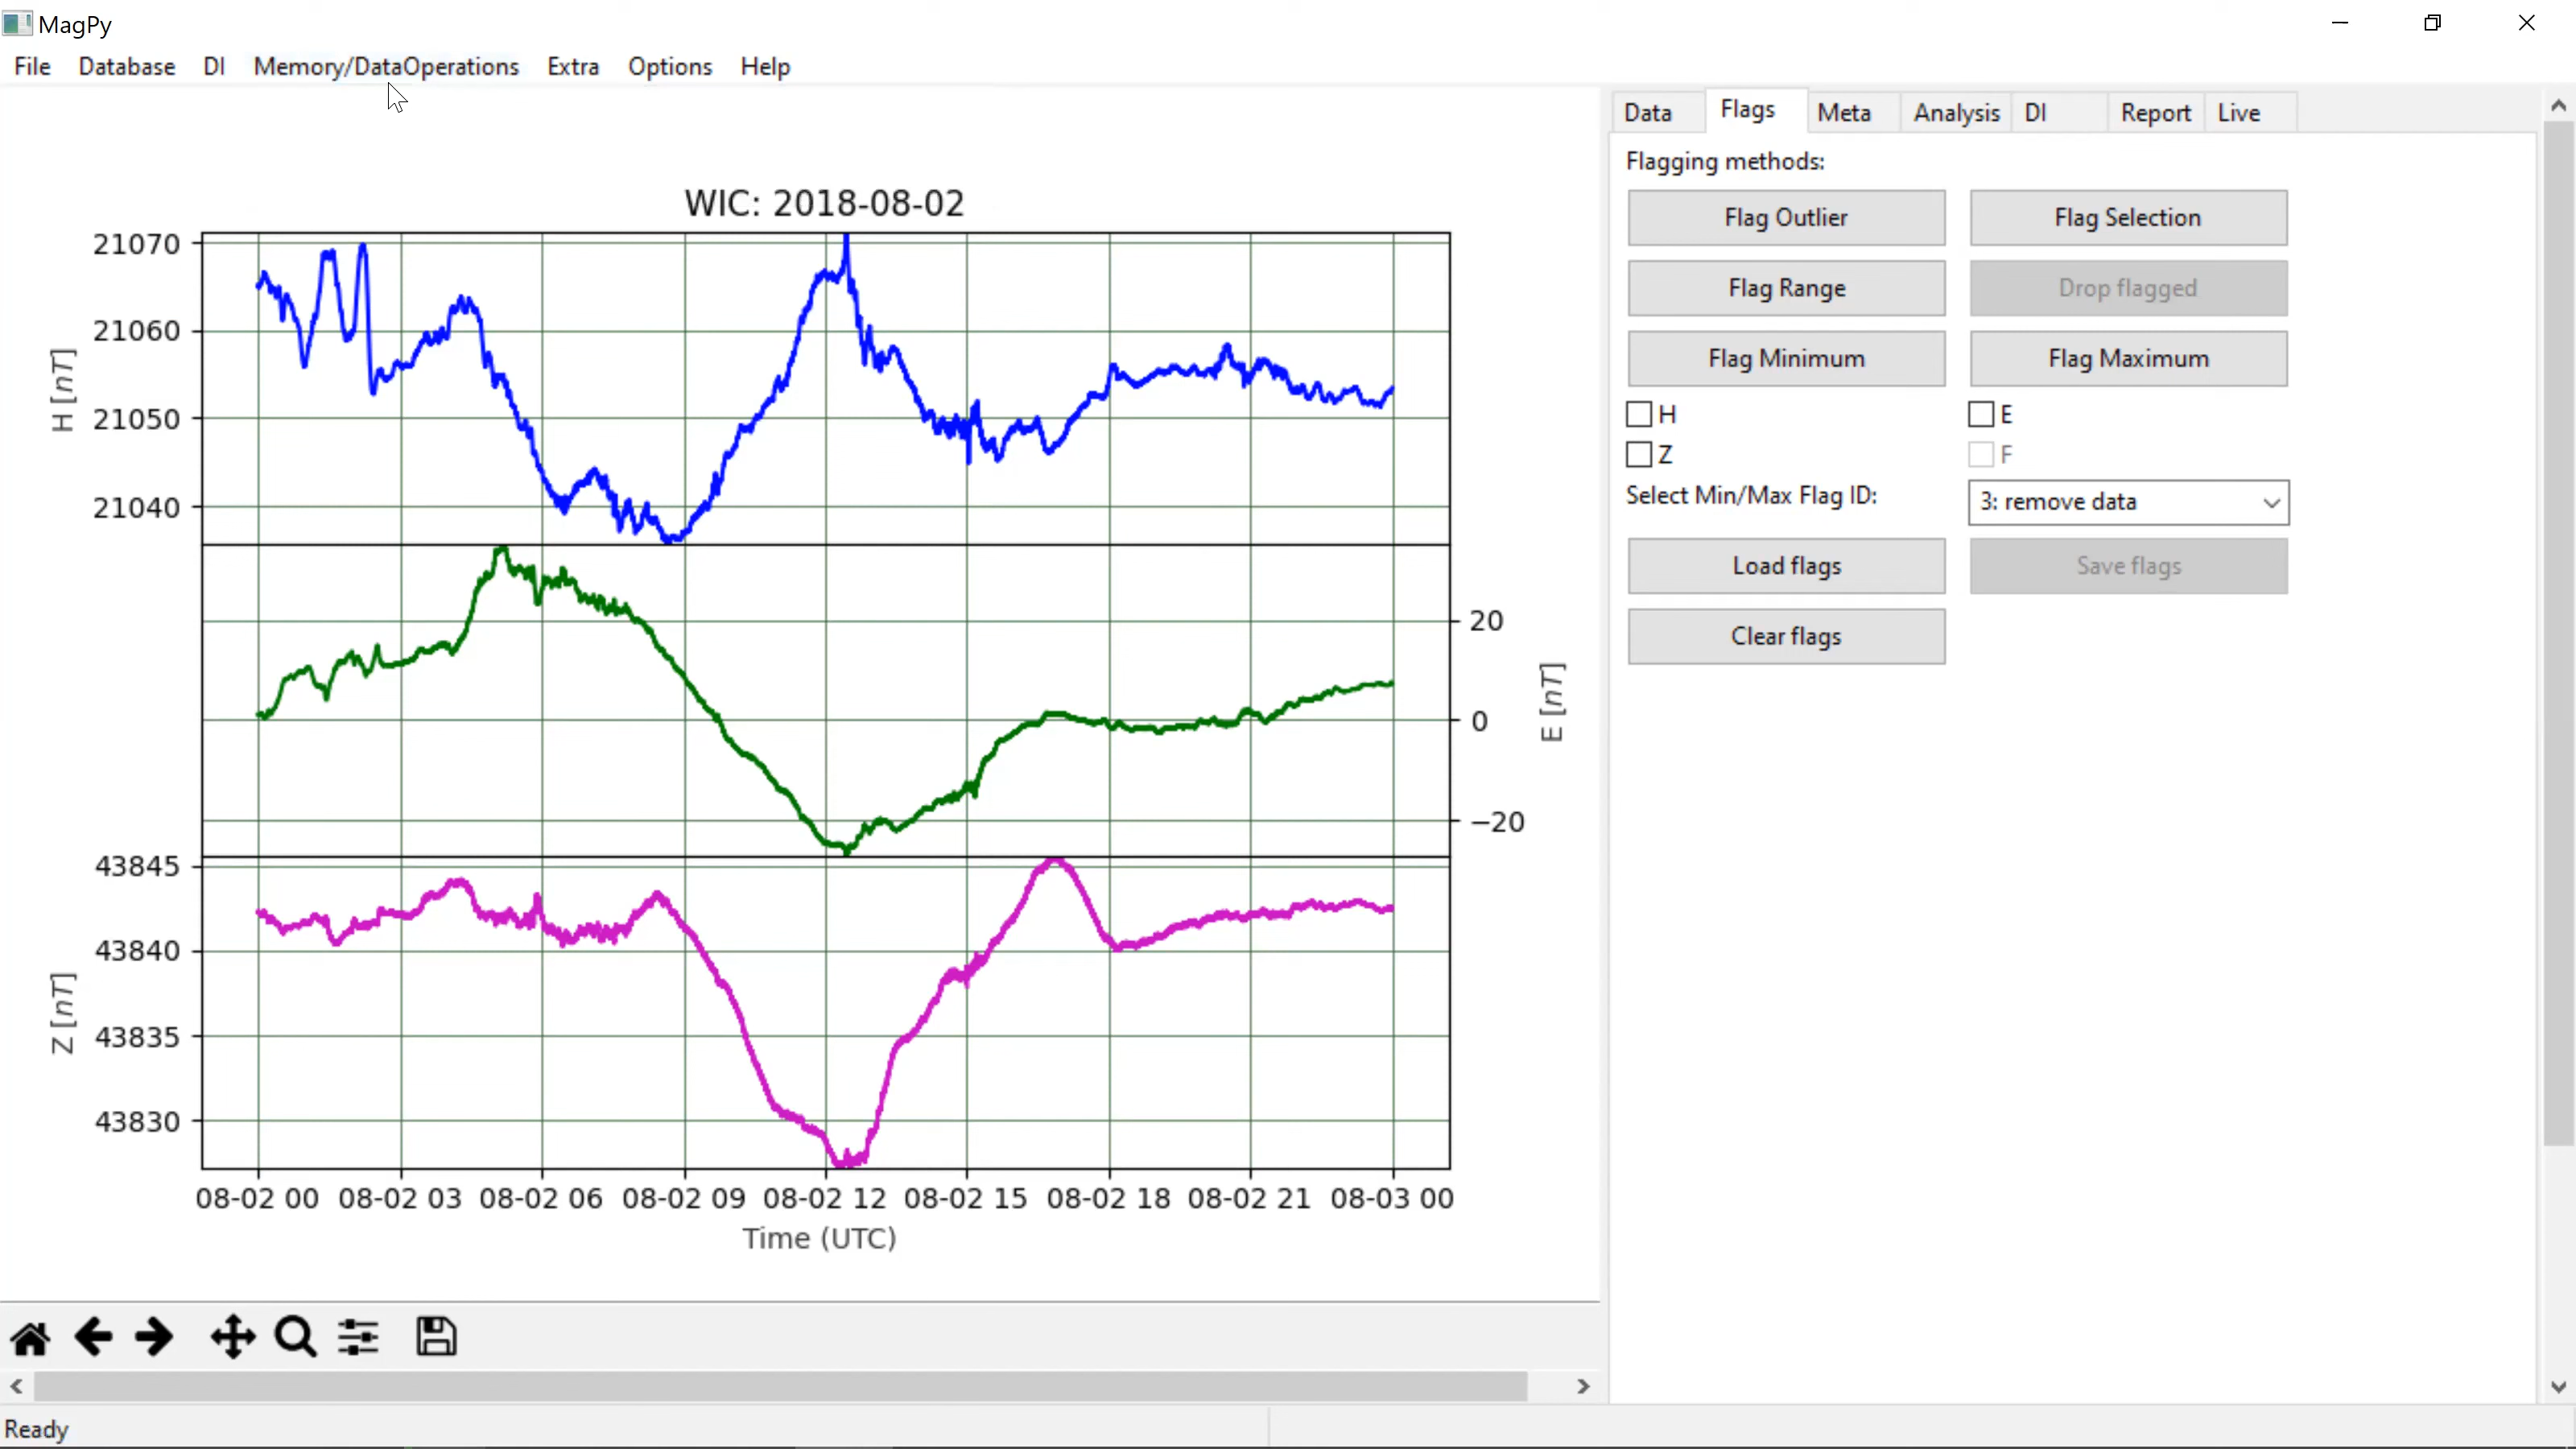 MagPy
File Database DI Memory/DataOperations Extra Options Help
Data Flags Meta Analysis DI Report Live
Flagging methods:
Flag Outlier Flag Selection
Flag Range Drop flagged
Flag Minimum Flag Maximum
H E
Z F
Select Min/Max Flag ID: 3: remove data
Load flags Save flags
Clear flags
WIC: 2018-08-02
21070
21060
21050
21040
H [nT]
20
0
−20
E [nT]
43845
43840
43835
43830
Z [nT]
08-02 00 08-02 03 08-02 06 08-02 09 08-02 12 08-02 15 08-02 18 08-02 21 08-03 00
Time (UTC)
Ready